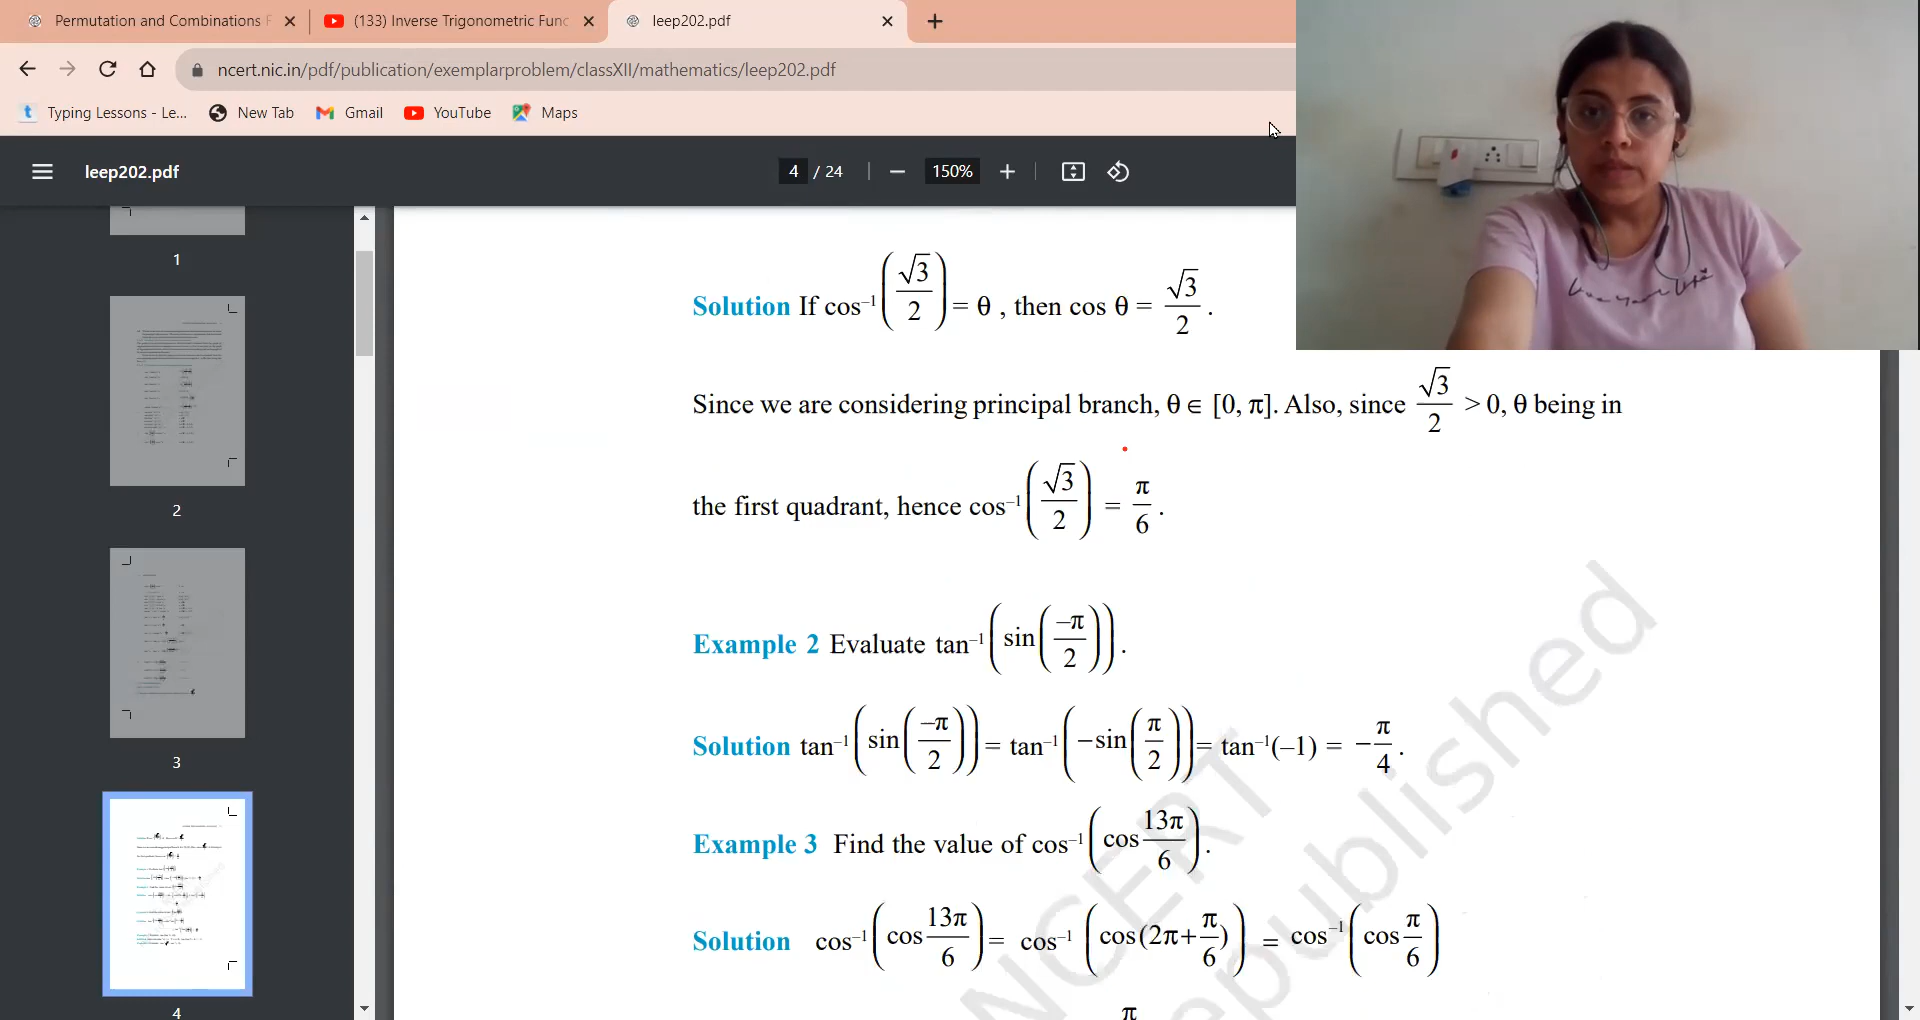 Permutation and Combinations F
(133) Inverse Trigonometric Func
leep202.pdf
ncert.nic.in/pdf/publication/exemplarproblem/classXII/mathematics/leep202.pdf
Typing Lessons - Le...
New Tab
Gmail
YouTube
Maps
leep202.pdf
4 / 24
150%
1
2
3
4
Solution If cos⁻¹(√3/2) = θ , then cos θ = √3/2 .
Since we are considering principal branch, θ ∈ [0, π]. Also, since √3/2 > 0, θ being in
the first quadrant, hence cos⁻¹(√3/2) = π/6 .
Example 2 Evaluate tan⁻¹(sin(–π/2)).
Solution tan⁻¹(sin(–π/2)) = tan⁻¹(–sin(π/2)) = tan⁻¹(–1) = –π/4 .
Example 3 Find the value of cos⁻¹(cos 13π/6).
Solution cos⁻¹(cos 13π/6) = cos⁻¹(cos(2π+π/6)) = cos⁻¹(cos π/6)
π
NCERT
republished